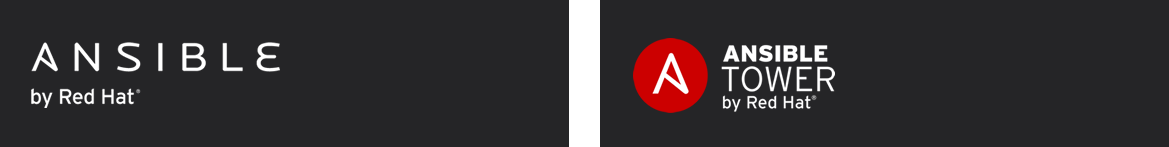 ANSIBLE
by Red Hat®
A
ANSIBLE
TOWER
by Red Hat®